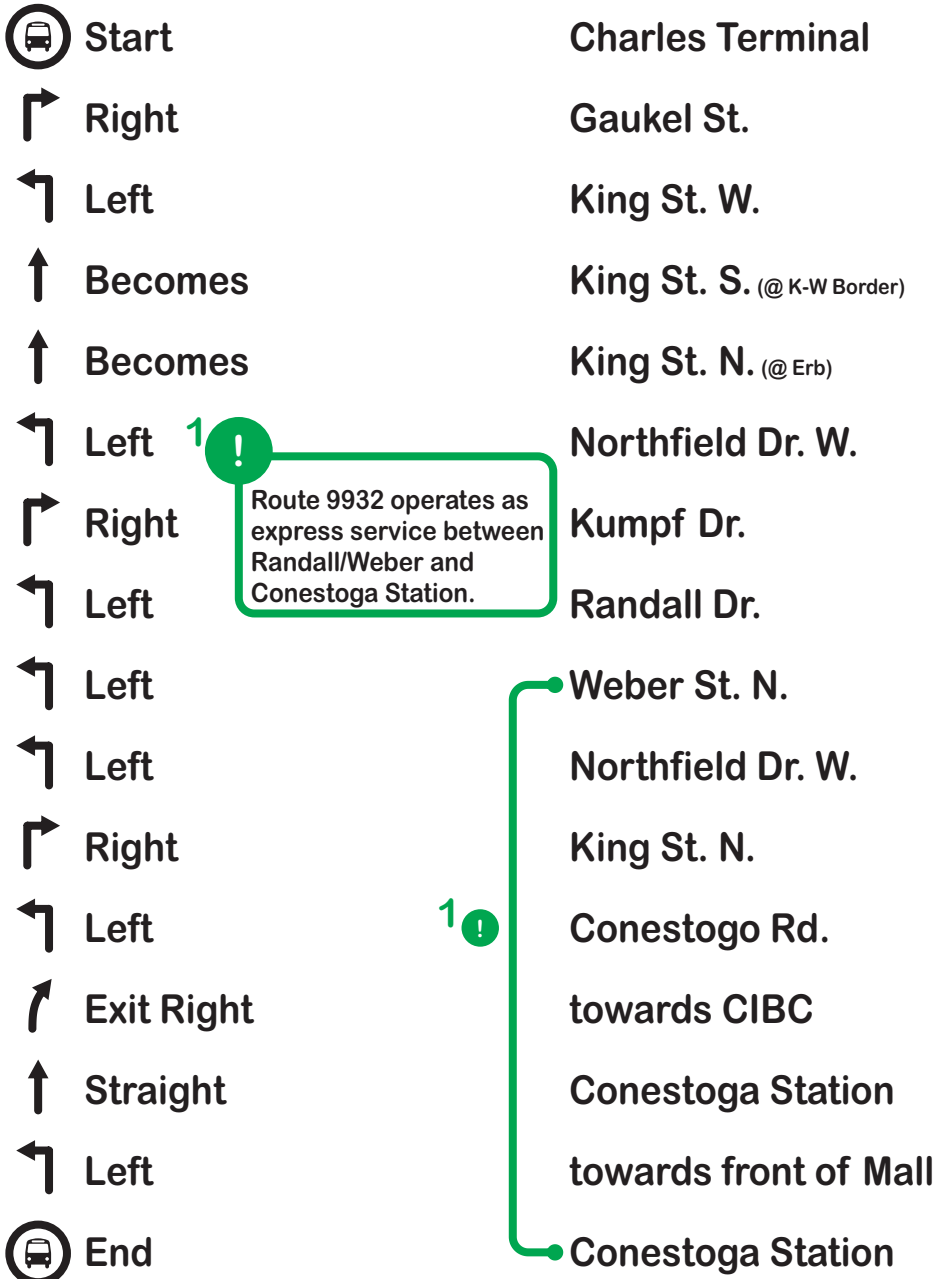 Start Charles Terminal
Right Gaukel St.
Left King St. W.
Becomes King St. S. (@ K-W Border)
Becomes King St. N. (@ Erb)
Left 1 ! Northfield Dr. W.
Route 9932 operates as
express service between
Randall/Weber and
Conestoga Station.
Right Kumpf Dr.
Left Randall Dr.
Left Weber St. N.
Left Northfield Dr. W.
Right King St. N.
Left 1 ! Conestogo Rd.
Exit Right towards CIBC
Straight Conestoga Station
Left towards front of Mall
End Conestoga Station